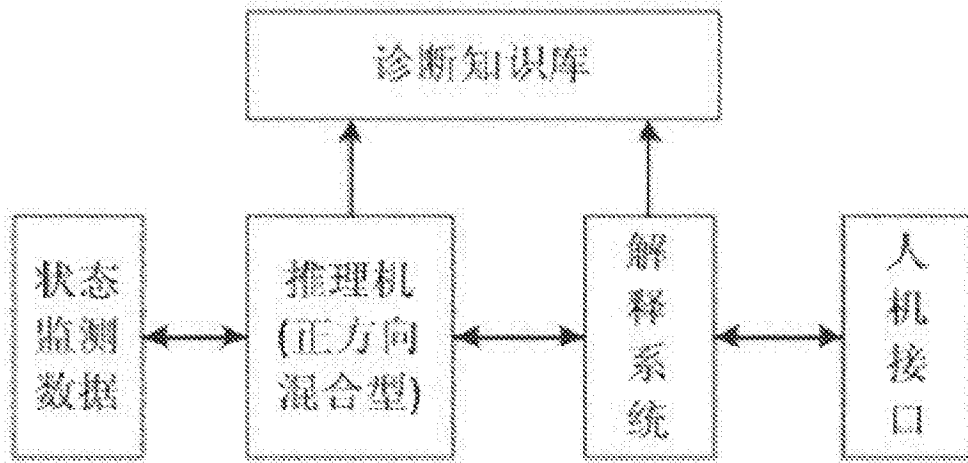 诊断知识库
状态
监测
数据
推理机
(正方向
混合型)
解
释
系
统
人
机
接
口